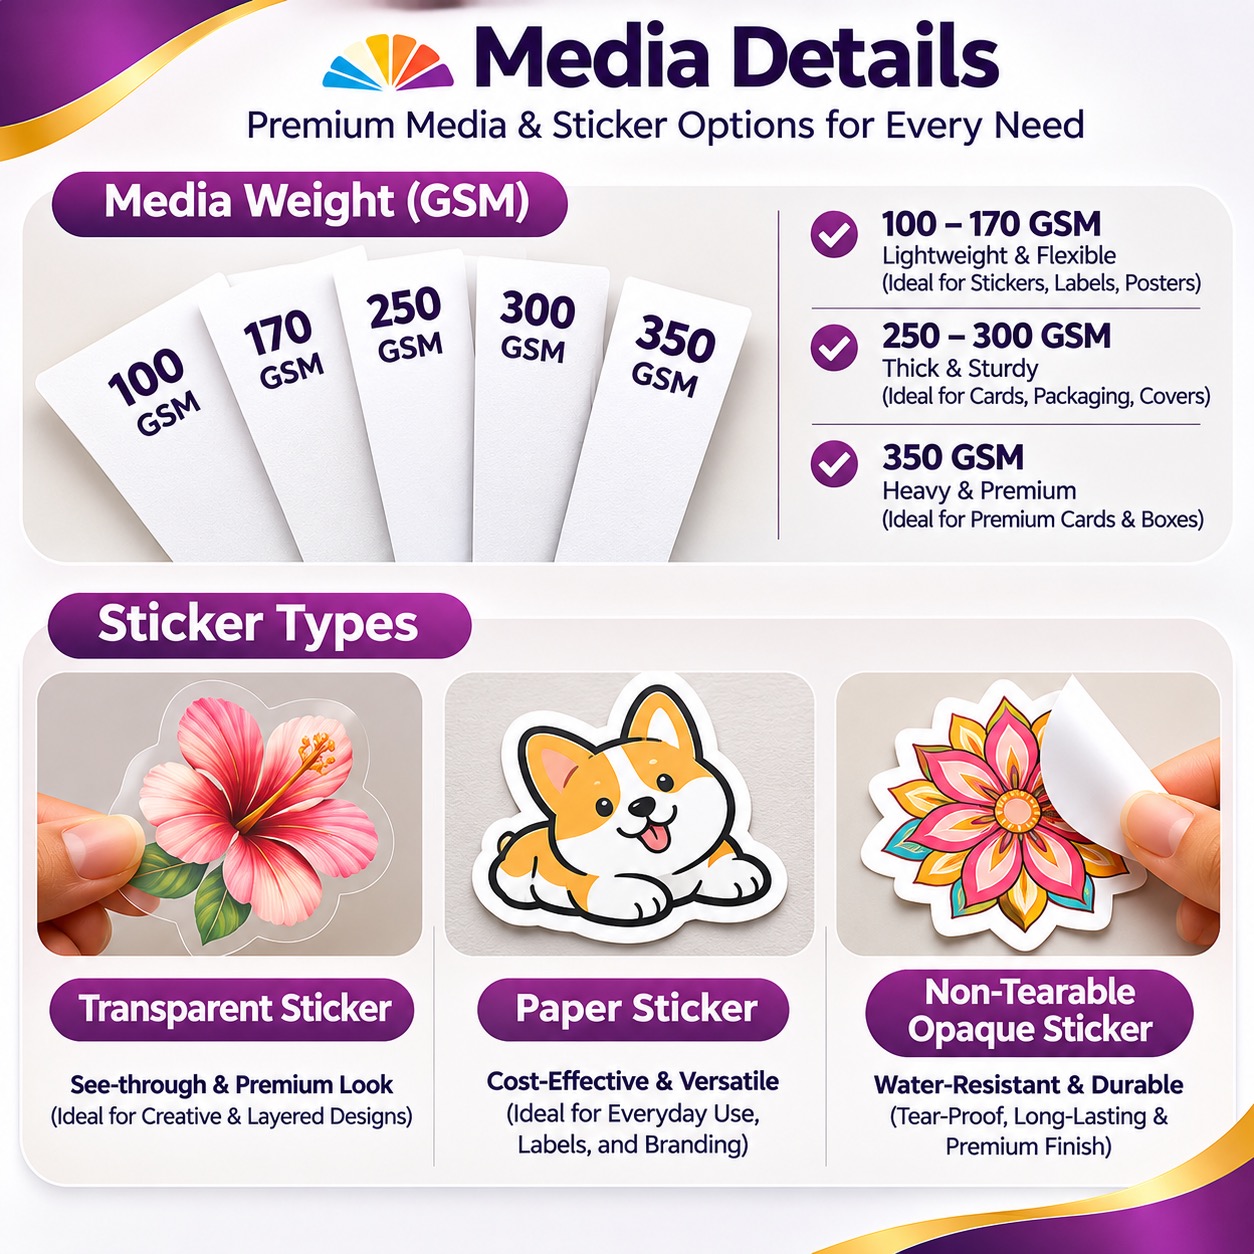 Media Details
Premium Media & Sticker Options for Every Need
Media Weight (GSM)
100
GSM
170
GSM
250
GSM
300
GSM
350
GSM
100 – 170 GSM
Lightweight & Flexible
(Ideal for Stickers, Labels, Posters)
250 – 300 GSM
Thick & Sturdy
(Ideal for Cards, Packaging, Covers)
350 GSM
Heavy & Premium
(Ideal for Premium Cards & Boxes)
Sticker Types
Transparent Sticker
See-through & Premium Look
(Ideal for Creative & Layered Designs)
Paper Sticker
Cost-Effective & Versatile
(Ideal for Everyday Use,
Labels, and Branding)
Non-Tearable
Opaque Sticker
Water-Resistant & Durable
(Tear-Proof, Long-Lasting &
Premium Finish)